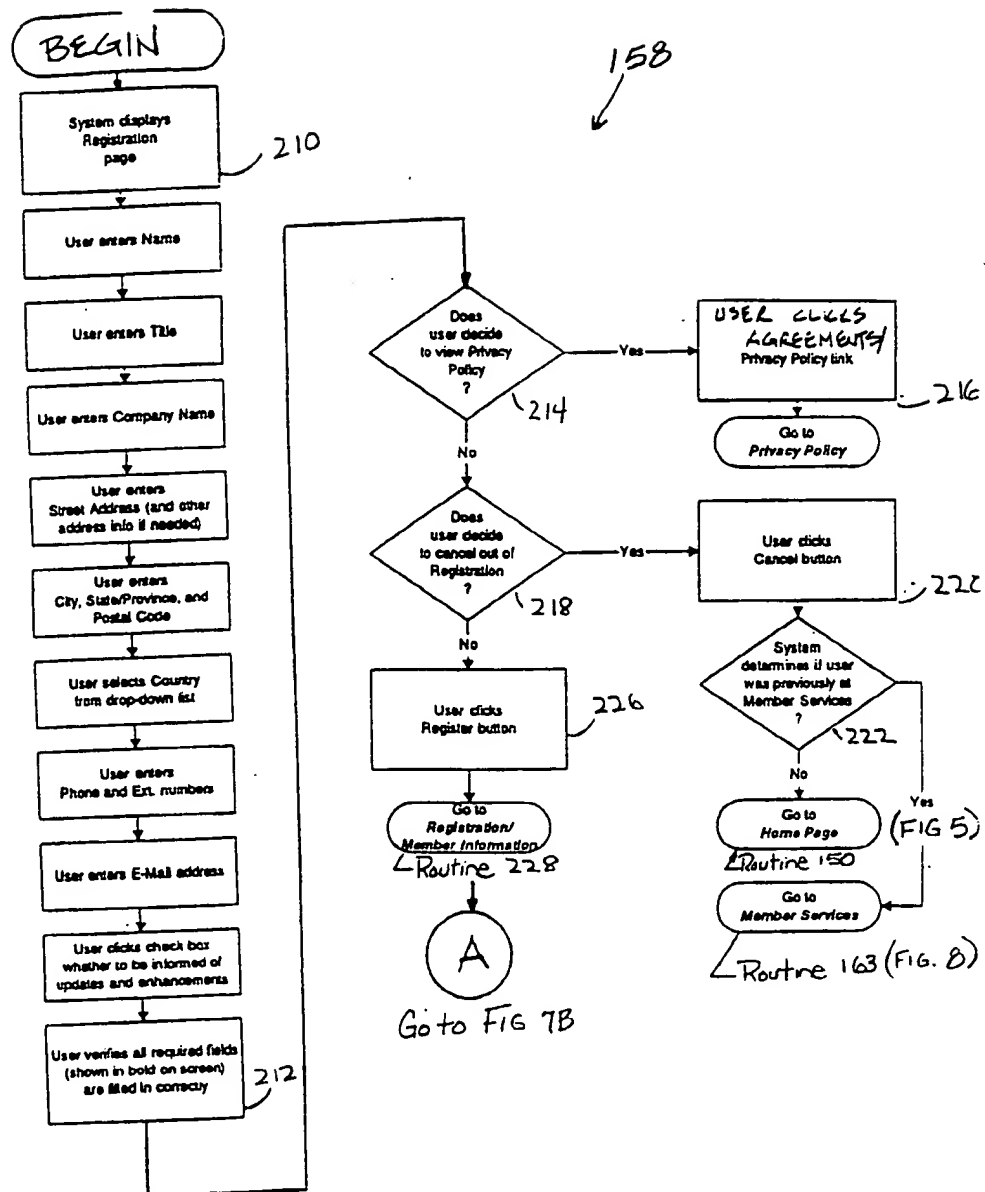 BEGIN
158
System displays
Registration
page
210
User enters Name
User enters Title
User enters Company Name
User enters
Street Address (and other
address info if needed)
User enters
City, State/Province, and
Postal Code
User selects Country
from drop-down list
User enters
Phone and Ext. numbers
User enters E-Mail address
User clicks check box
whether to be informed of
updates and enhancements
User verifies all required fields
(shown in bold on screen)
are filled in correctly
212
Does
user decide
to view Privacy
Policy
?
214
Yes
USER CLICKS
AGREEMENTS/
Privacy Policy link
216
Go to
Privacy Policy
No
Does
user decide
to cancel out of
Registration
?
218
Yes
User clicks
Cancel button
220
No
System
determines if user
was previously at
Member Services
?
222
User clicks
Register button
226
No
Yes
Go to
Registration/
Member Information
Routine 228
Go to
Home Page
(FIG 5)
Routine 150
Go to
Member Services
Routine 163 (FIG. 8)
A
Go to FIG 7B